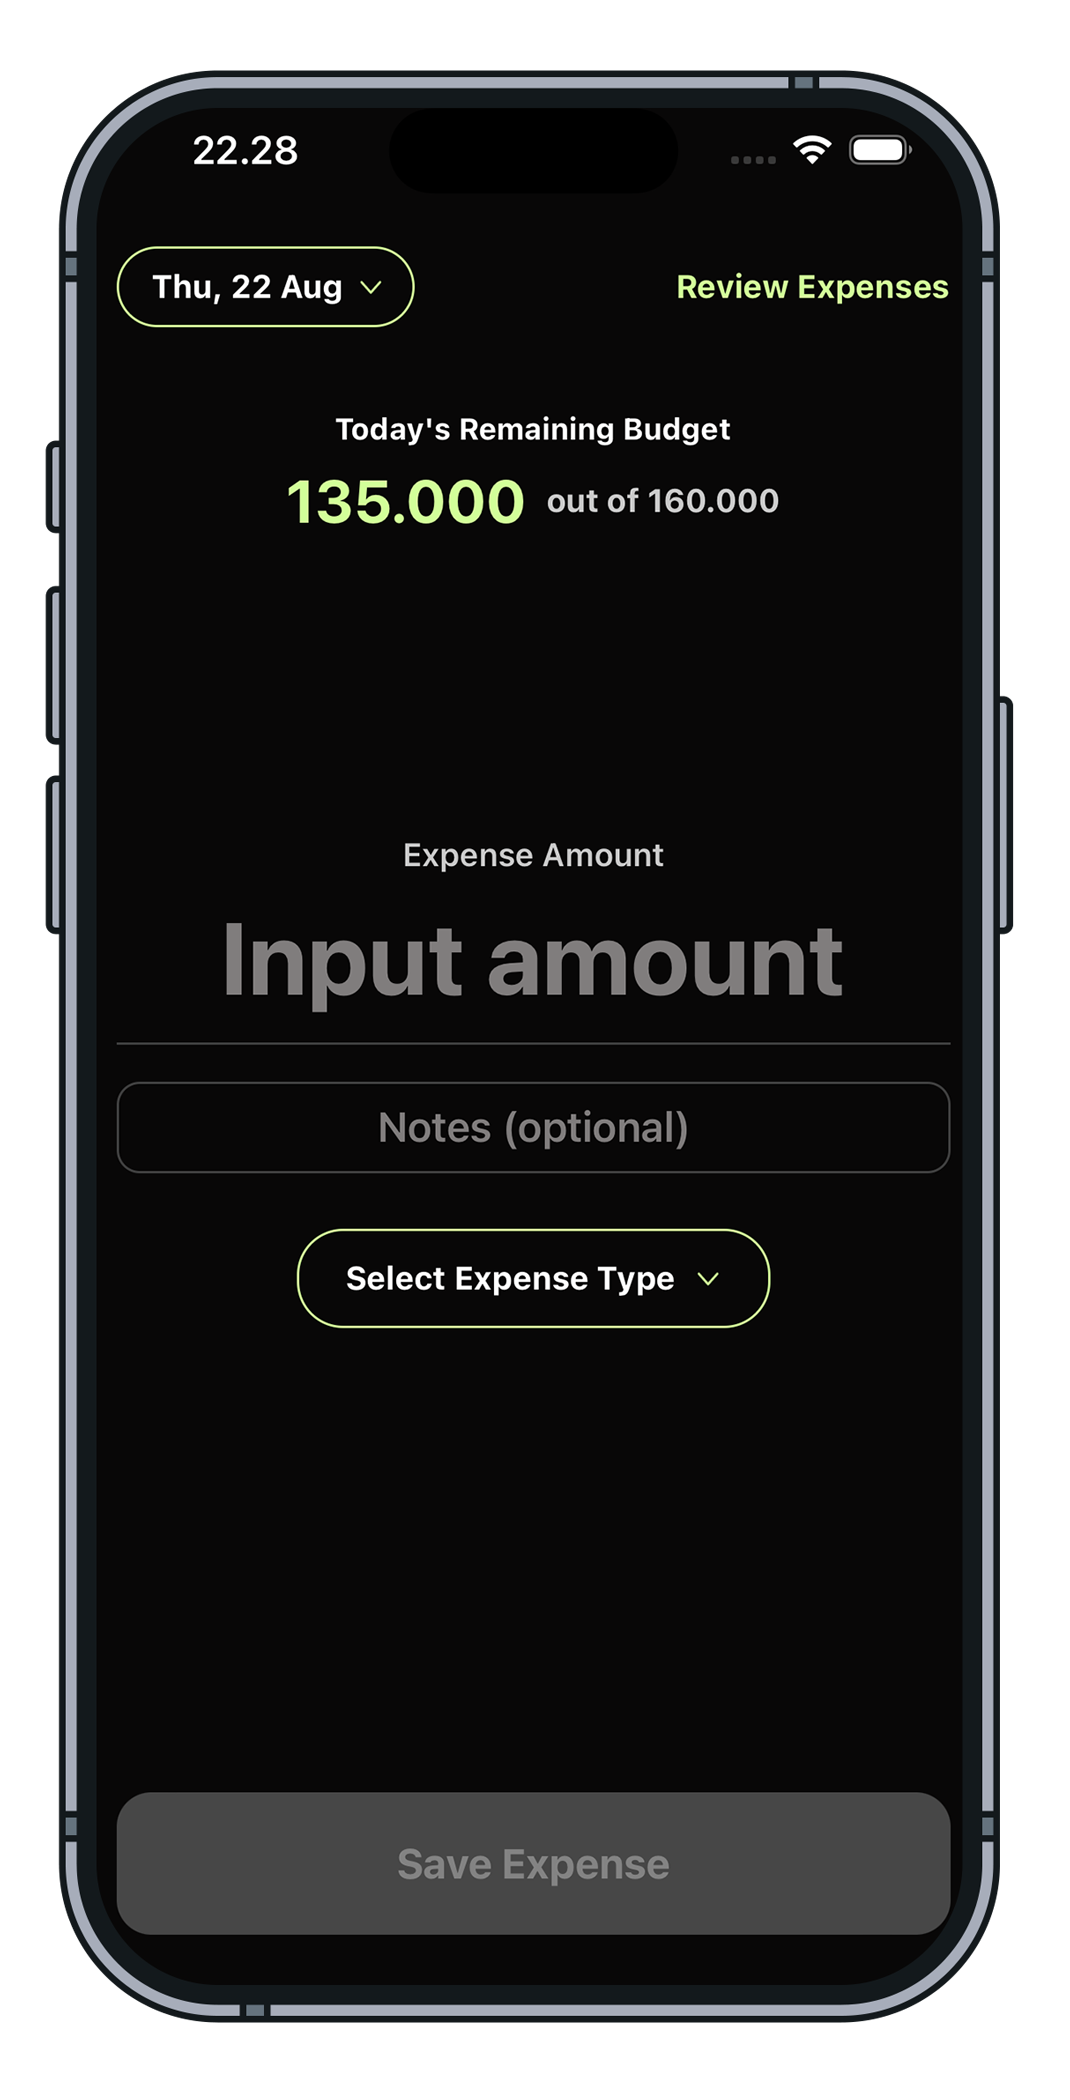 22.28
Thu, 22 Aug
Review Expenses
Today's Remaining Budget
135.000 out of 160.000
Expense Amount
Input amount
Notes (optional)
Select Expense Type
Save Expense